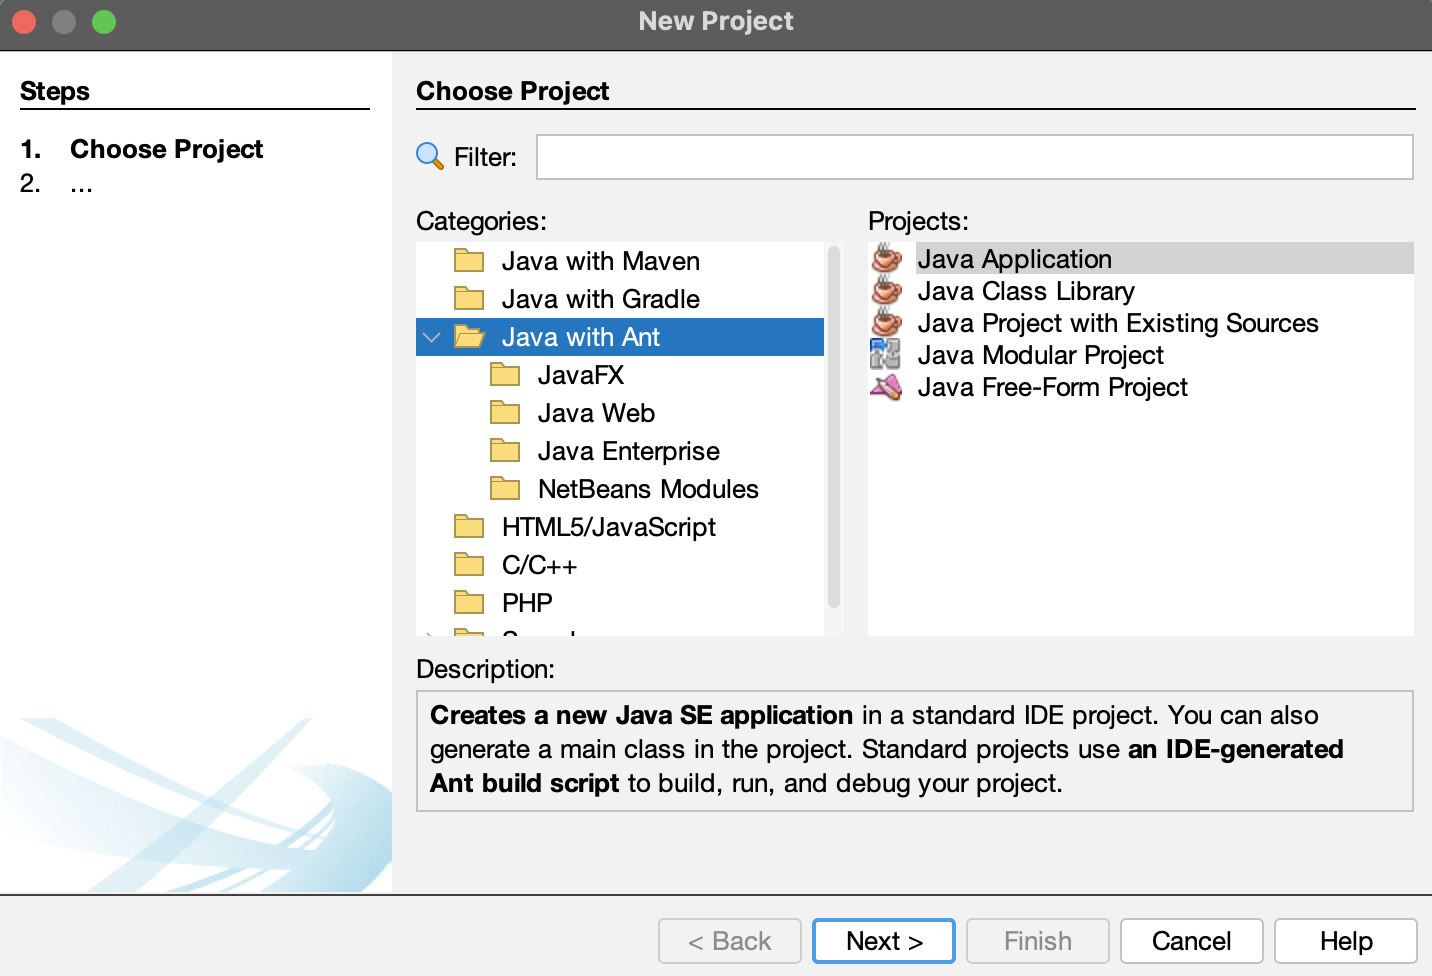 New Project
Steps
1. Choose Project
2. ...
Choose Project
Filter:
Categories:
Java with Maven
Java with Gradle
Java with Ant
JavaFX
Java Web
Java Enterprise
NetBeans Modules
HTML5/JavaScript
C/C++
PHP
Projects:
Java Application
Java Class Library
Java Project with Existing Sources
Java Modular Project
Java Free-Form Project
Description:
Creates a new Java SE application in a standard IDE project. You can also
generate a main class in the project. Standard projects use an IDE-generated
Ant build script to build, run, and debug your project.
< Back
Next >
Finish
Cancel
Help